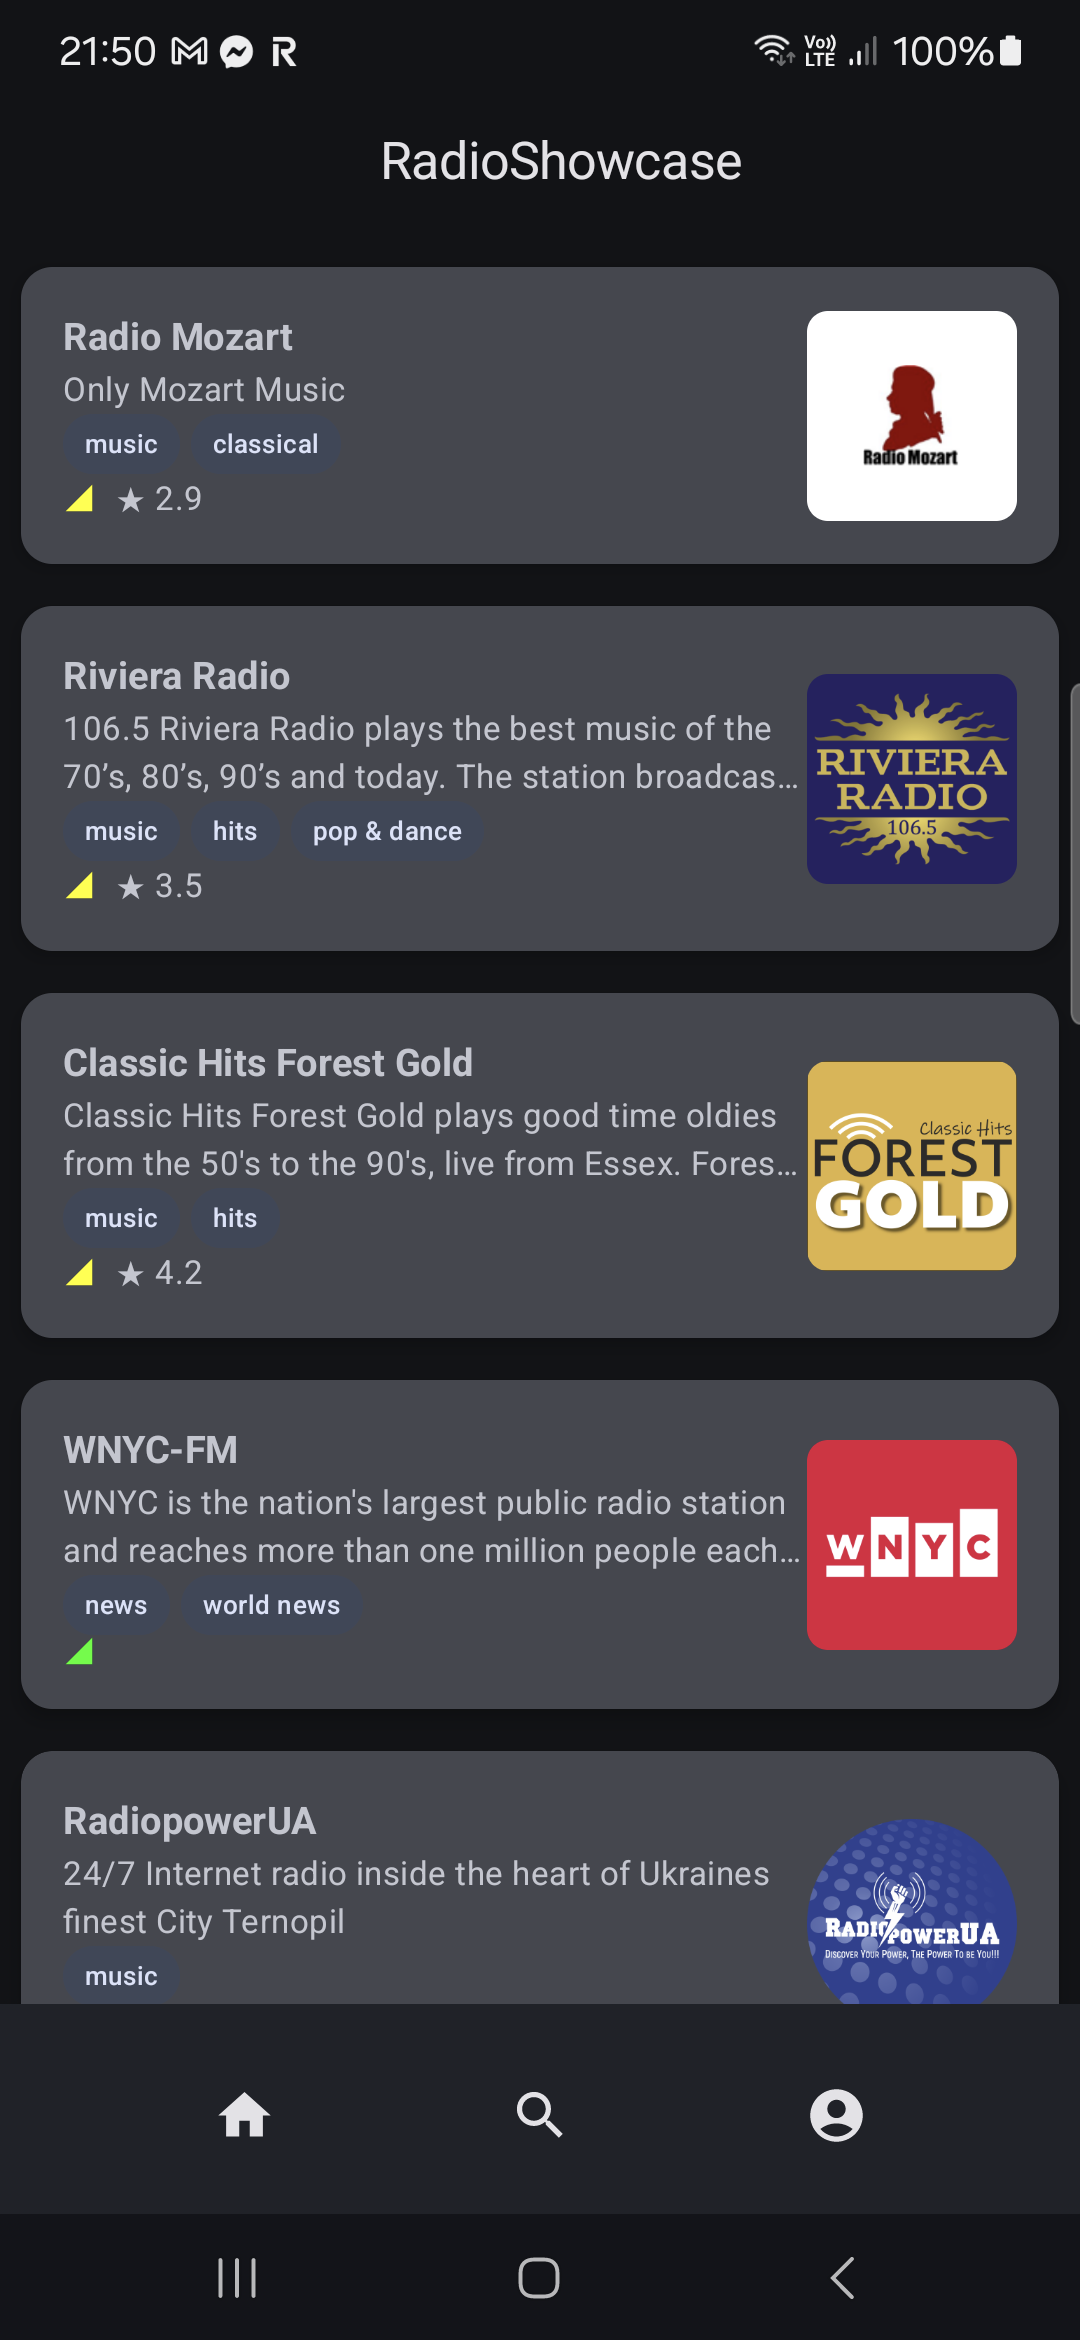 21:50
Vo))
LTE
100%
RadioShowcase
Radio Mozart
Only Mozart Music
music classical
★ 2.9
Radio Mozart
Riviera Radio
106.5 Riviera Radio plays the best music of the
70’s, 80’s, 90’s and today. The station broadcas...
music hits pop & dance
★ 3.5
RIVIERA
RADIO
106.5
Classic Hits Forest Gold
Classic Hits Forest Gold plays good time oldies
from the 50's to the 90's, live from Essex. Fores...
music hits
★ 4.2
Classic Hits
FOREST
GOLD
WNYC-FM
WNYC is the nation's largest public radio station
and reaches more than one million people each...
news world news
WNYC
RadiopowerUA
24/7 Internet radio inside the heart of Ukraines
finest City Ternopil
music
RADIOPOWERUA
DISCOVER YOUR POWER, THE POWER TO BE YOU!!!